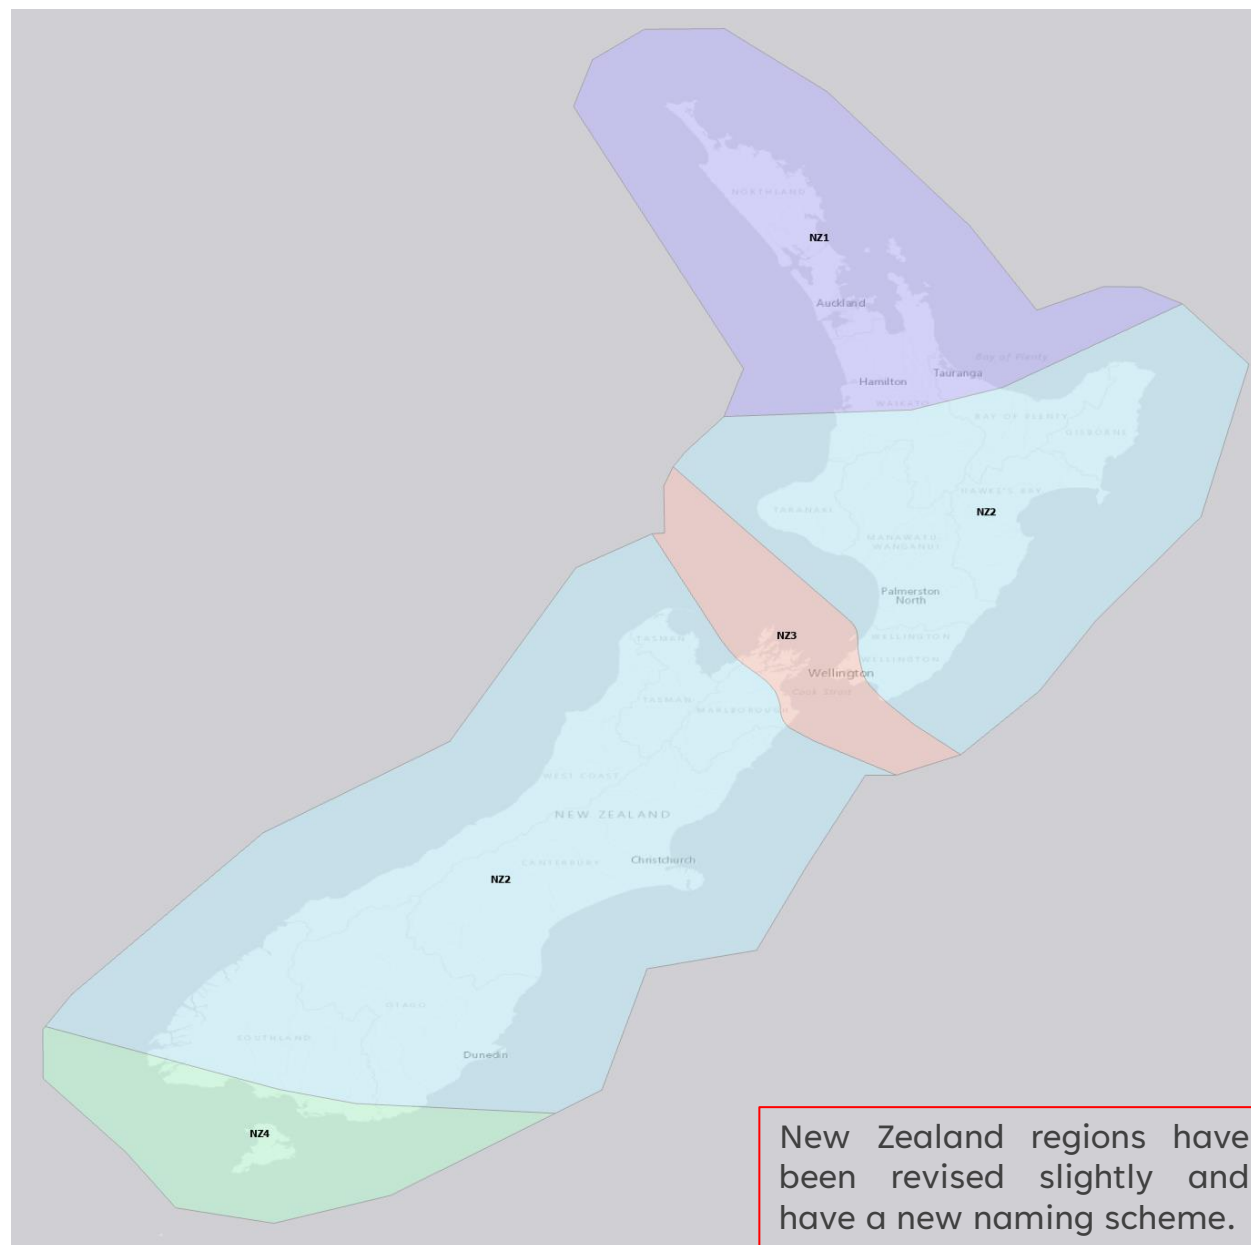 NORTHLAND
NZ1
Auckland
Bay of Plenty
Tauranga
Hamilton
WAIKATO
BAY OF PLENTY
GISBORNE
HAWKE'S BAY
NZ2
TARANAKI
MANAWATU-
WANGANUI
Palmerston
North
NZ3
WELLINGTON
TASMAN
WELLINGTON
Wellington
Cook Strait
TASMAN
MARLBOROUGH
WEST COAST
NEW ZEALAND
CANTERBURY
Christchurch
NZ2
OTAGO
SOUTHLAND
Dunedin
NZ4
New Zealand regions have
been revised slightly and
have a new naming scheme.